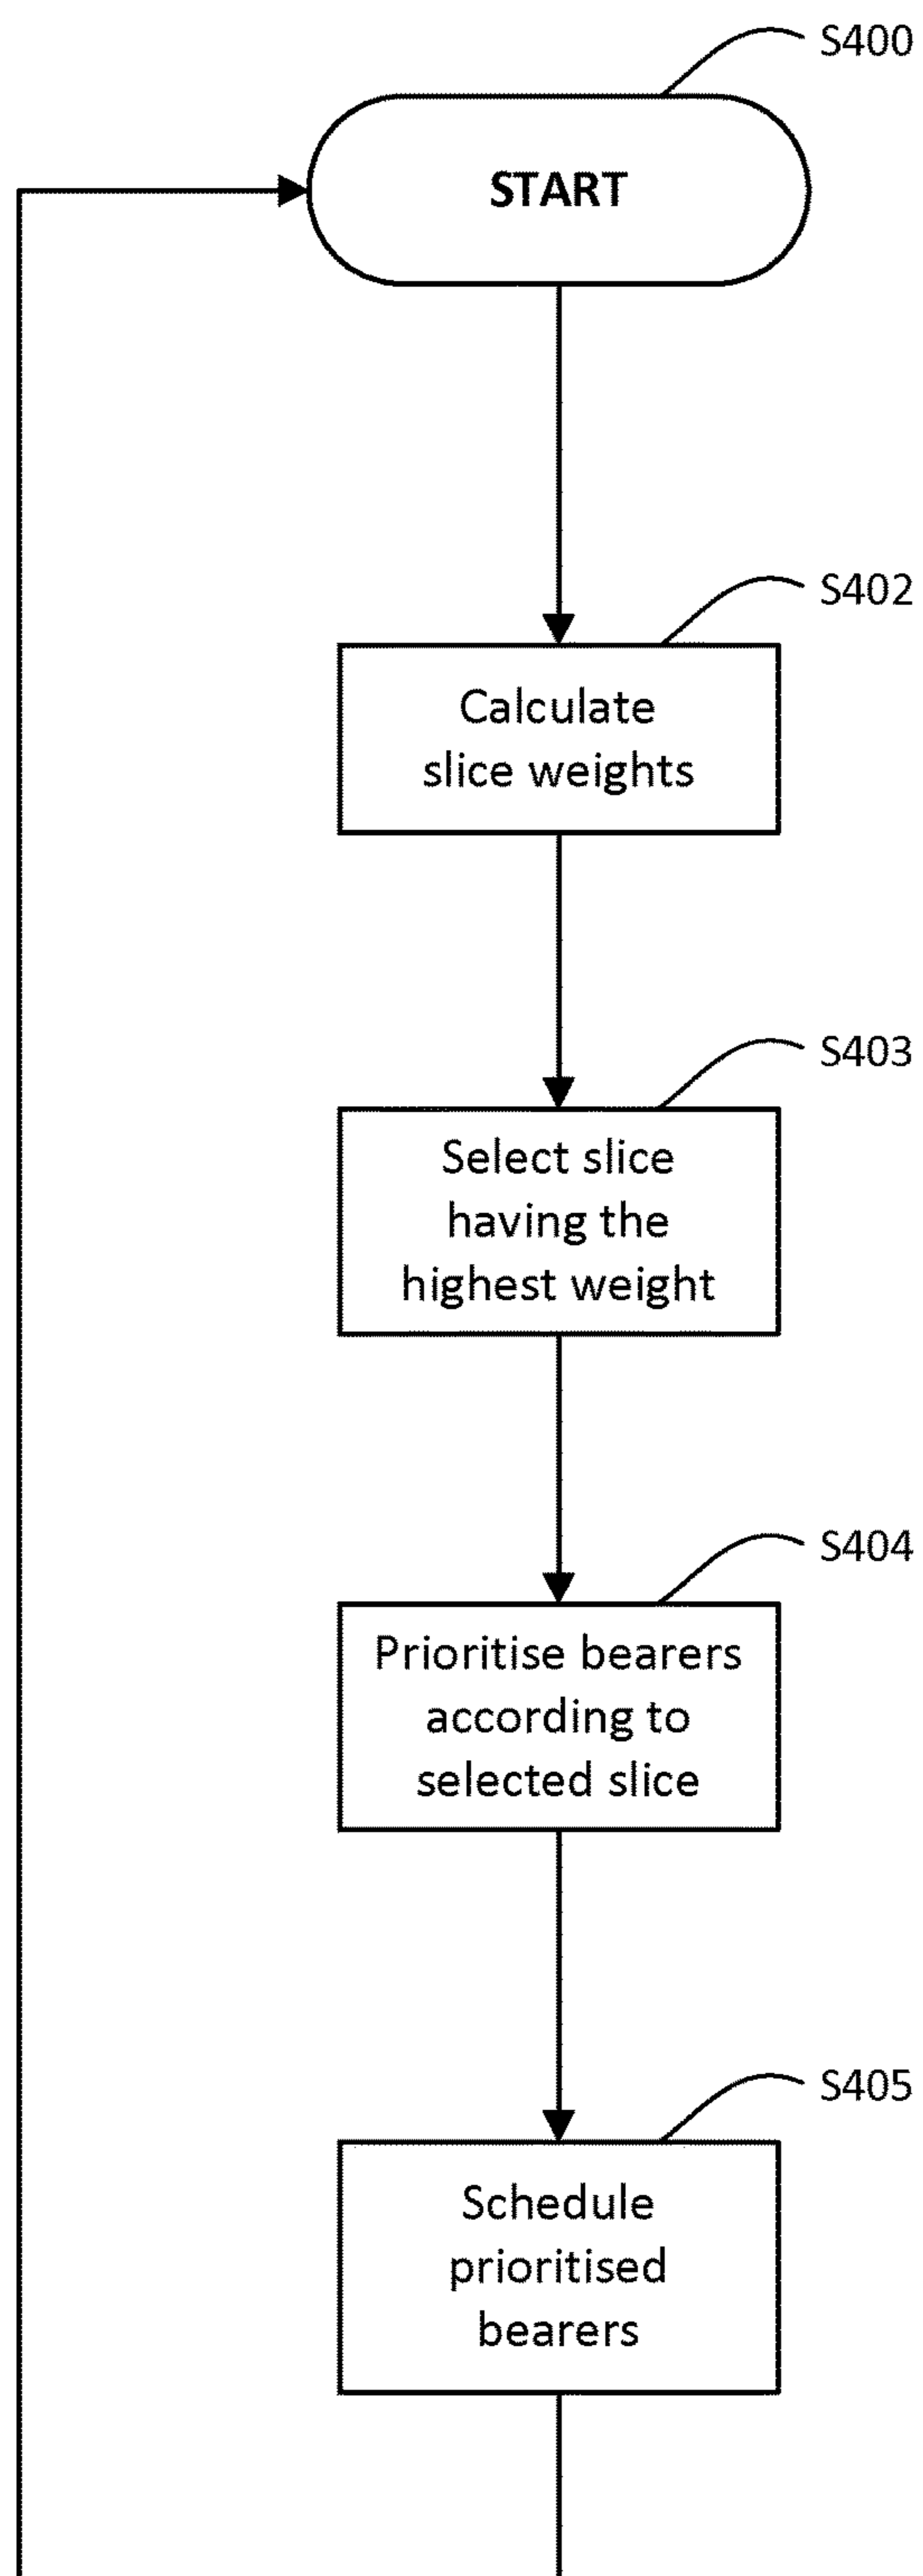 S400
START
S402
Calculate
slice weights
S403
Select slice
having the
highest weight
S404
Prioritise bearers
according to
selected slice
S405
Schedule
prioritised
bearers